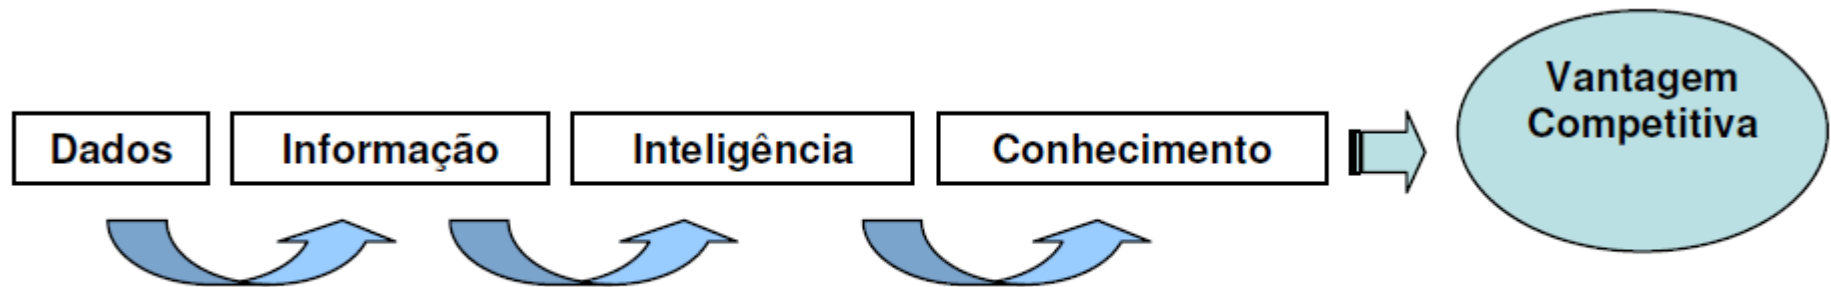 Dados
Informação
Inteligência
Conhecimento
Vantagem
Competitiva